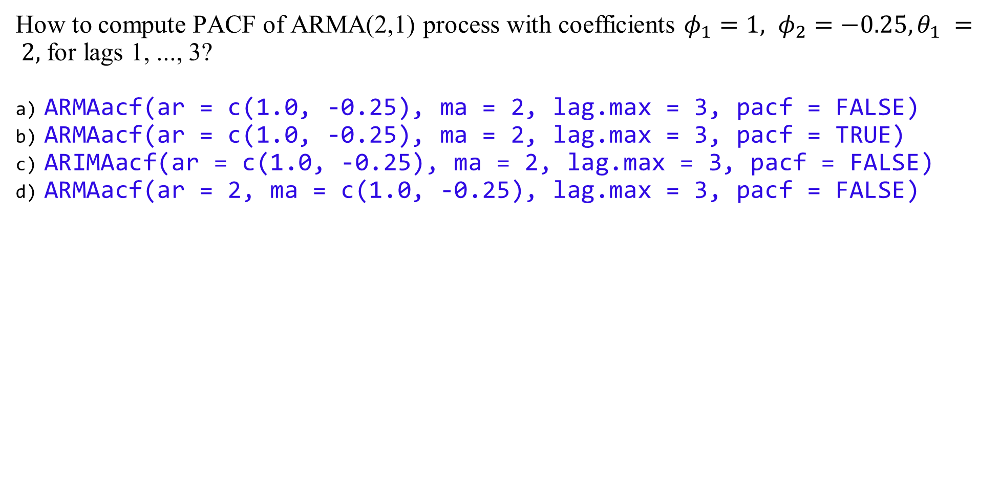 How to compute PACF of ARMA(2,1) process with coefficients 𝜙₁ = 1, 𝜙₂ = −0.25, 𝜃₁ =
2, for lags 1, ..., 3?
a) ARMAacf(ar = c(1.0, -0.25), ma = 2, lag.max = 3, pacf = FALSE)
b) ARMAacf(ar = c(1.0, -0.25), ma = 2, lag.max = 3, pacf = TRUE)
c) ARIMAacf(ar = c(1.0, -0.25), ma = 2, lag.max = 3, pacf = FALSE)
d) ARMAacf(ar = 2, ma = c(1.0, -0.25), lag.max = 3, pacf = FALSE)